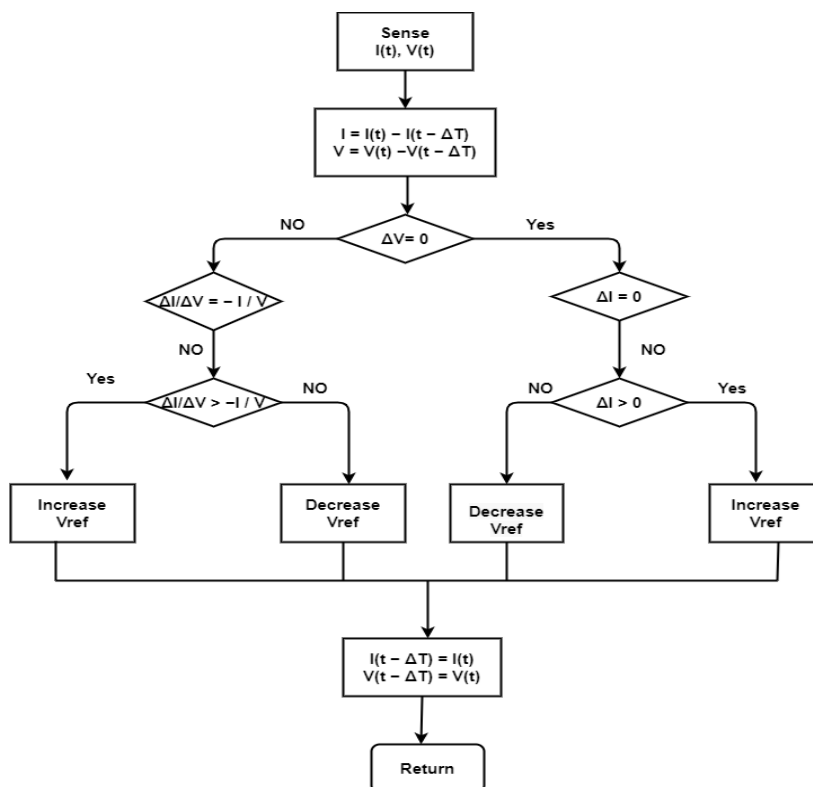 Sense
I(t), V(t)
I = I(t) − I(t − ΔT)
V = V(t) −V(t − ΔT)
NO
Yes
ΔV= 0
ΔI/ΔV = − I / V
ΔI = 0
NO
NO
Yes
NO
NO
Yes
ΔI/ΔV > −I / V
ΔI > 0
Increase
Vref
Decrease
Vref
Decrease
Vref
Increase
Vref
I(t − ΔT) = I(t)
V(t − ΔT) = V(t)
Return